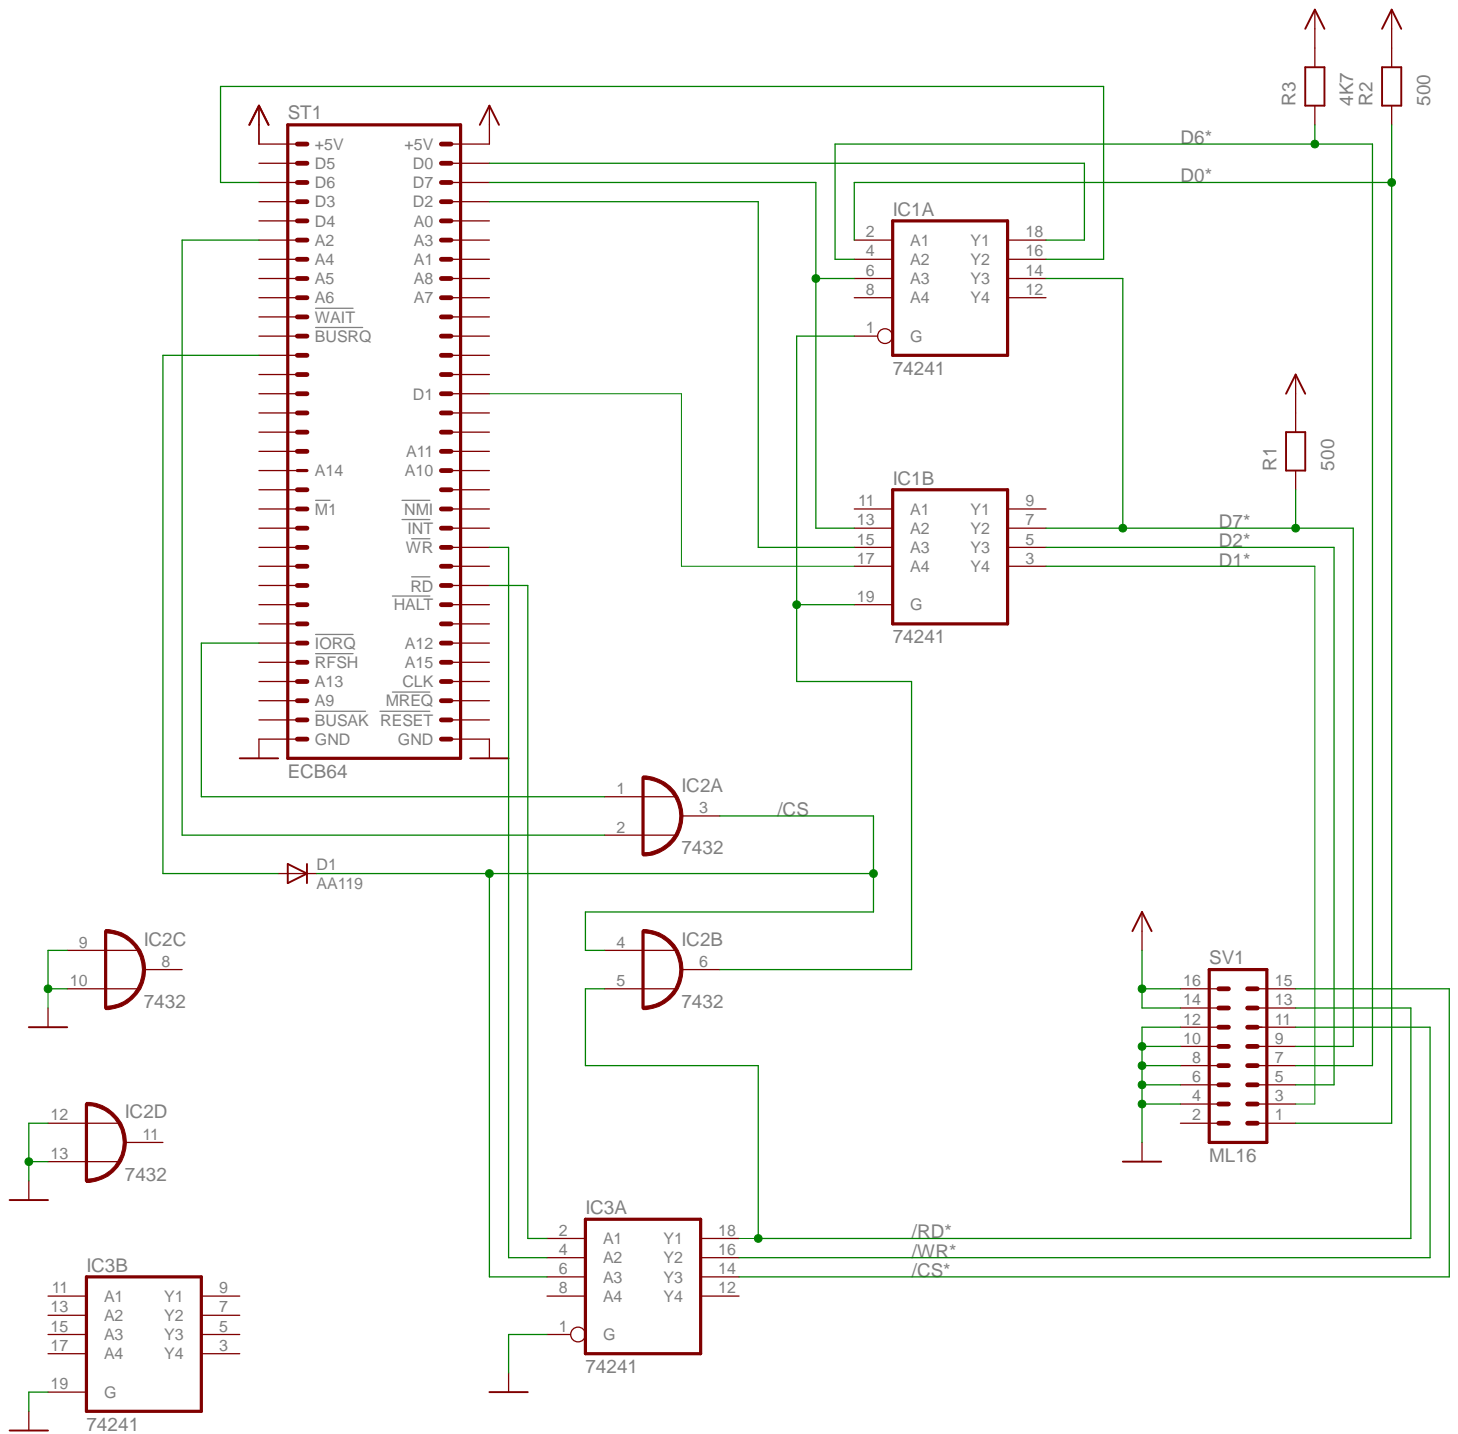 R3
4K7
R2
500
D6*
D0*
ST1
+5V +5V
D5 D0
D6 D7
D3 D2
D4 A0
A2 A3
A4 A1
A5 A8
A6 A7
WAIT
BUSRQ
D1
A11
A14 A10
M1 NMI
INT
WR
RD
HALT
IORQ A12
RFSH A15
A13 CLK
A9 MREQ
BUSAK RESET
GND GND
ECB64
IC1A
2 A1 Y1 18
4 A2 Y2 16
6 A3 Y3 14
8 A4 Y4 12
1 G
74241
R1
500
IC1B
11 A1 Y1 9
13 A2 Y2 7
15 A3 Y3 5
17 A4 Y4 3
19 G
74241
D7*
D2*
D1*
IC2A
1
2
3
7432
/CS
D1
AA119
IC2B
4
5
6
7432
IC2C
9
10
8
7432
IC2D
12
13
11
7432
SV1
16 15
14 13
12 11
10 9
8 7
6 5
4 3
2 1
ML16
IC3A
2 A1 Y1 18
4 A2 Y2 16
6 A3 Y3 14
8 A4 Y4 12
1 G
74241
/RD*
/WR*
/CS*
IC3B
11 A1 Y1 9
13 A2 Y2 7
15 A3 Y3 5
17 A4 Y4 3
19 G
74241